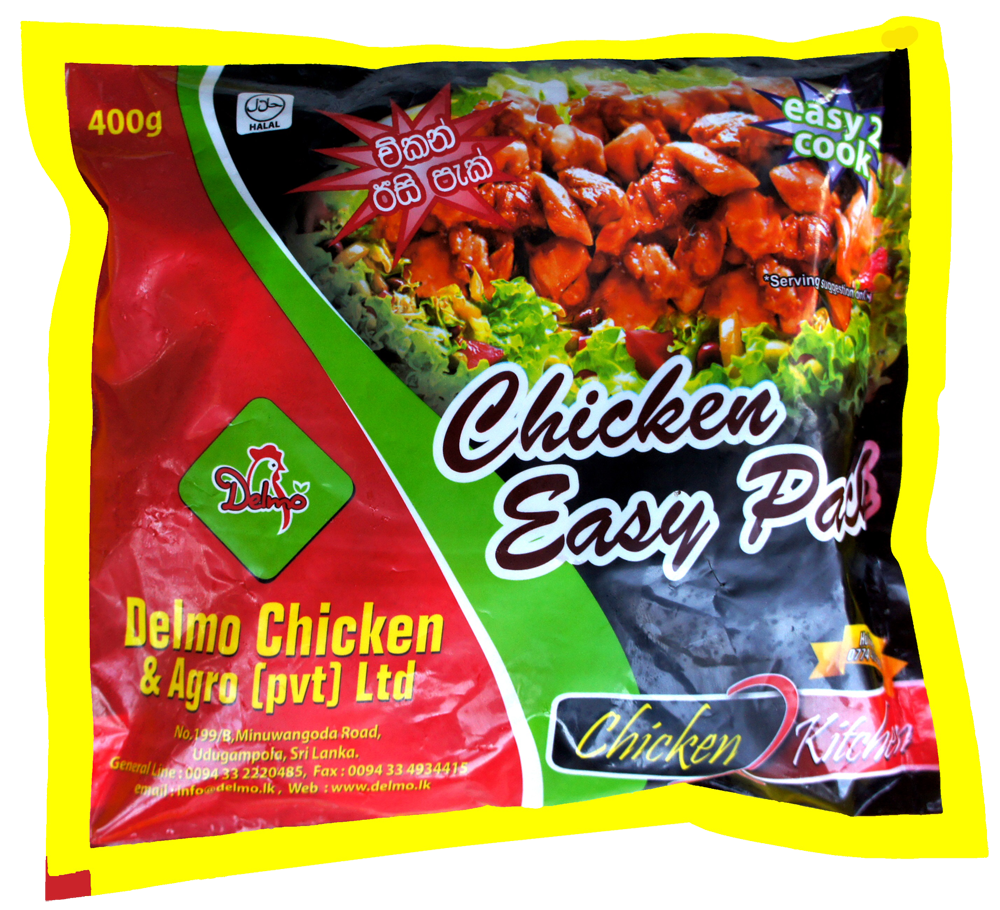 400g
حلال
HALAL
චිකන්
ඊසි පැක්
easy 2
cook
*Serving suggestion only
Chicken
Easy Pack
Delmo
Delmo Chicken
& Agro (pvt) Ltd
No,199/B,Minuwangoda Road,
Udugampola, Sri Lanka.
General Line : 0094 33 2220485, Fax : 0094 33 4934415
email : info@delmo.lk , Web : www.delmo.lk
Chicken Kitchen